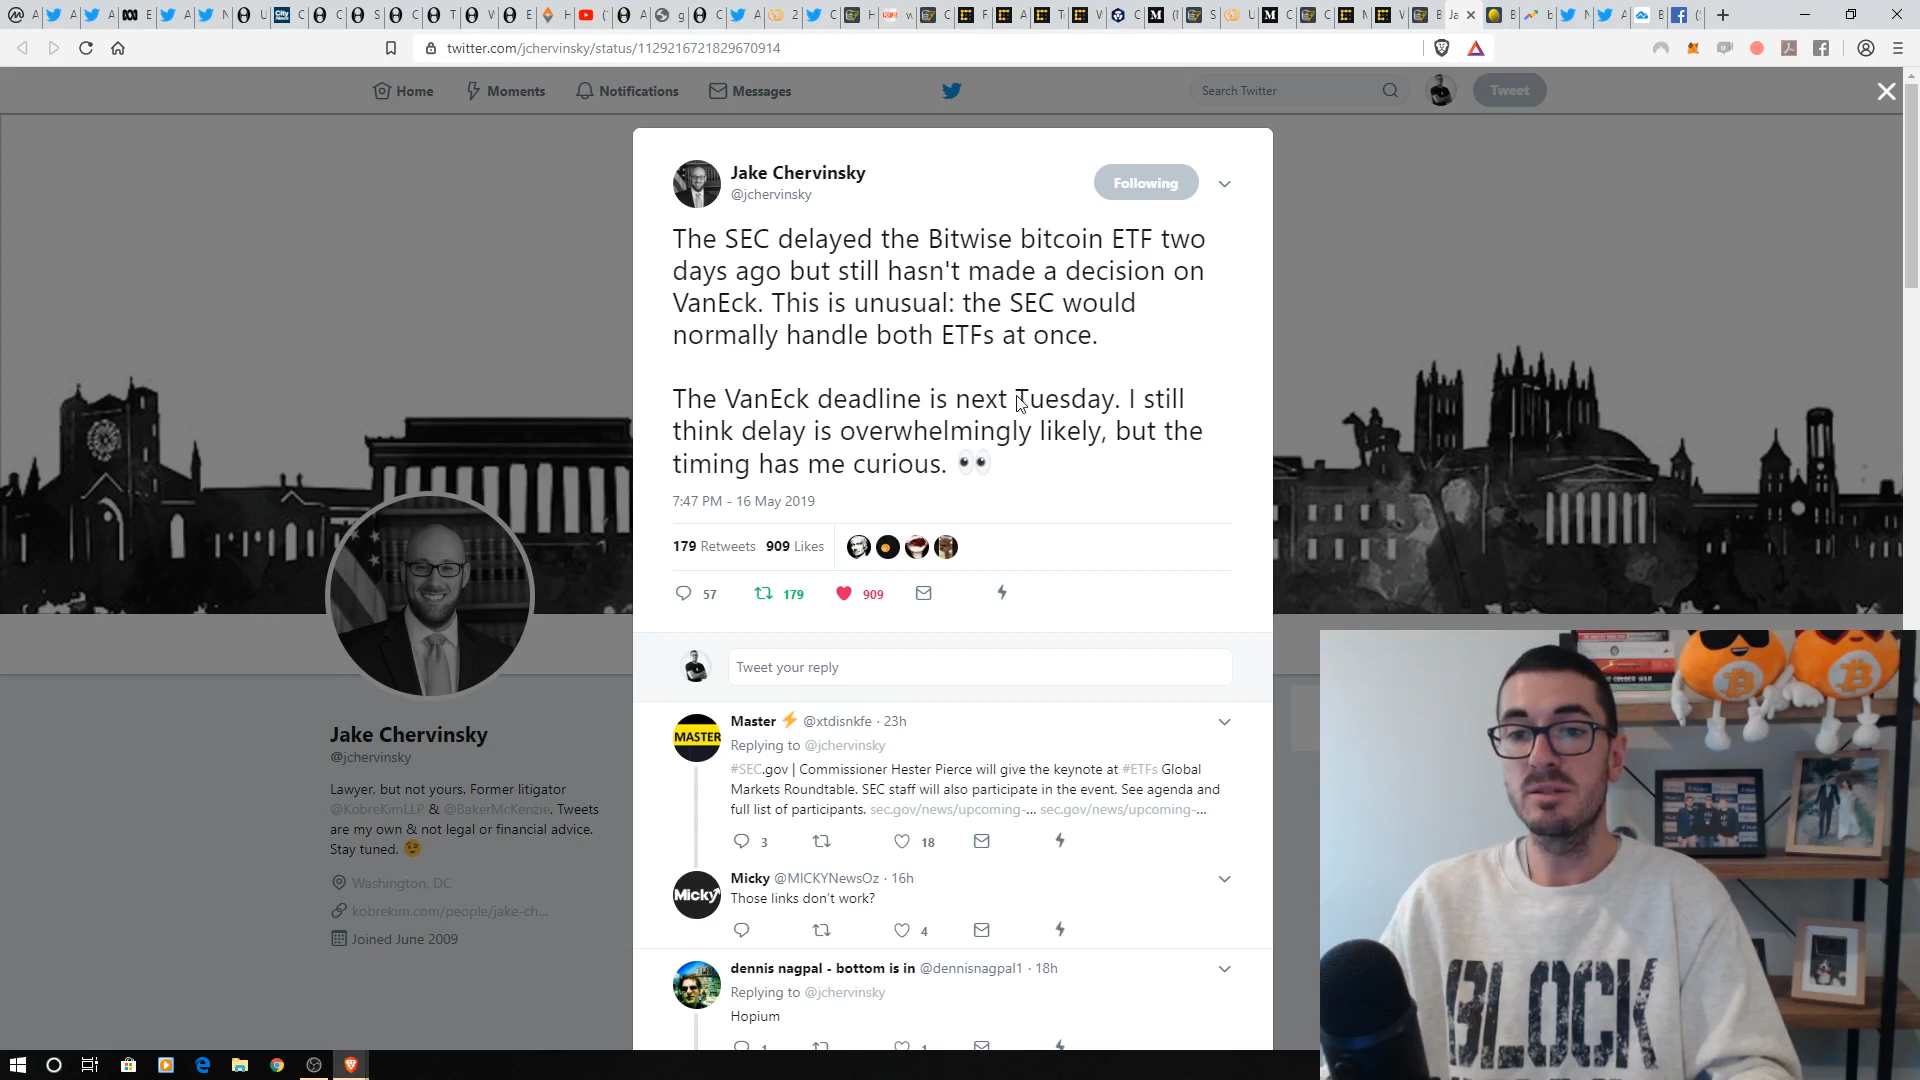 twitter.com/jchervinsky/status/1129216721829670914
Home
Moments
Notifications
Messages
Search Twitter
Tweet
Jake Chervinsky
@jchervinsky
Following
The SEC delayed the Bitwise bitcoin ETF two
days ago but still hasn't made a decision on
VanEck. This is unusual: the SEC would
normally handle both ETFs at once.
The VanEck deadline is next Tuesday. I still
think delay is overwhelmingly likely, but the
timing has me curious. 👀
7:47 PM - 16 May 2019
179 Retweets 909 Likes
57 179 909
Tweet your reply
Master ⚡ @xtdisnkfe · 23h
Replying to @jchervinsky
#SEC.gov | Commissioner Hester Pierce will give the keynote at #ETFs Global
Markets Roundtable. SEC staff will also participate in the event. See agenda and
full list of participants. sec.gov/news/upcoming-... sec.gov/news/upcoming-...
3 18
MASTER
Micky @MICKYNewsOz · 16h
Those links don't work?
4
Micky
dennis nagpal - bottom is in @dennisnagpal1 · 18h
Replying to @jchervinsky
Hopium
1 1
Jake Chervinsky
@jchervinsky
Lawyer, but not yours. Former litigator
@KobreKimLLP & @BakerMcKenzie. Tweets
are my own & not legal or financial advice.
Stay tuned. 😉
Washington, DC
kobrekim.com/people/jake-ch...
Joined June 2009
BLOCK